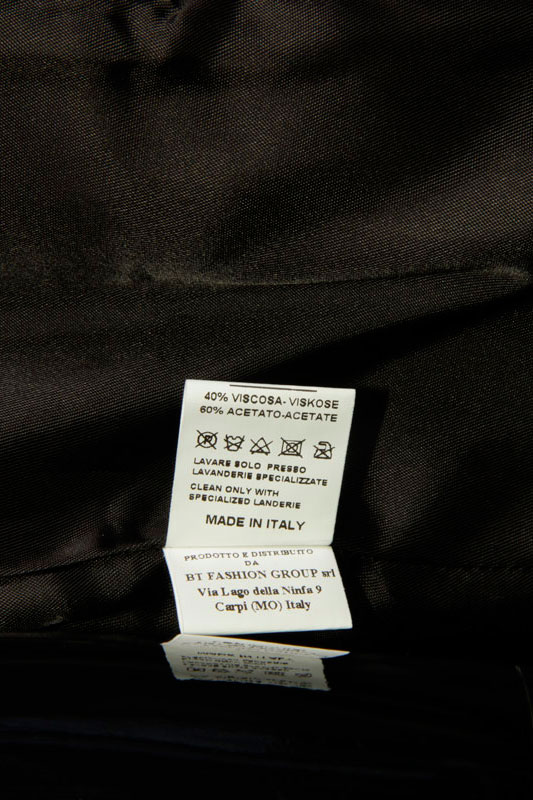 40% VISCOSA- VISKOSE
60% ACETATO-ACETATE
LAVARE SOLO PRESSO
LAVANDERIE SPECIALIZZATE
CLEAN ONLY WITH
SPECIALIZED LANDERIE
MADE IN ITALY
PRODOTTO E DISTRIBUITO
DA
BT FASHION GROUP srl
Via Lago della Ninfa 9
Carpi (MO) Italy